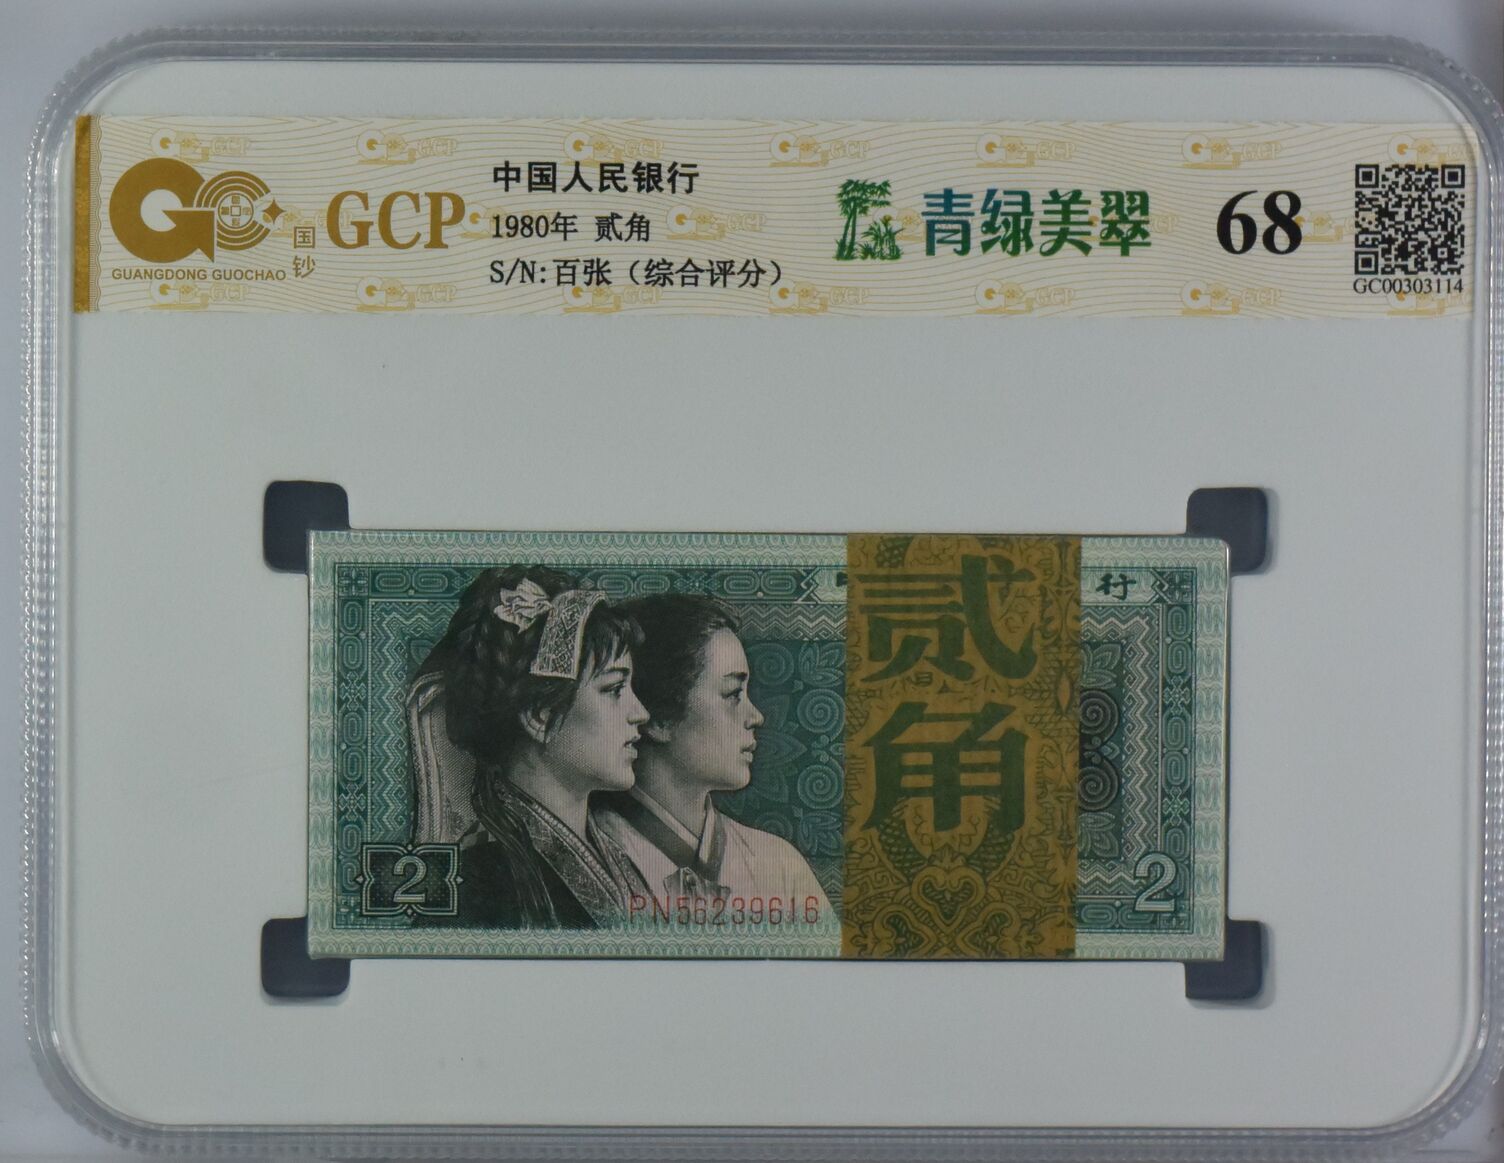 GCP
国钞
GUANGDONG GUOCHAO
中国人民银行
1980年 贰角
S/N:百张（综合评分）
青绿美翠
68
GC00303114
行
贰角
2
PN56239616
2